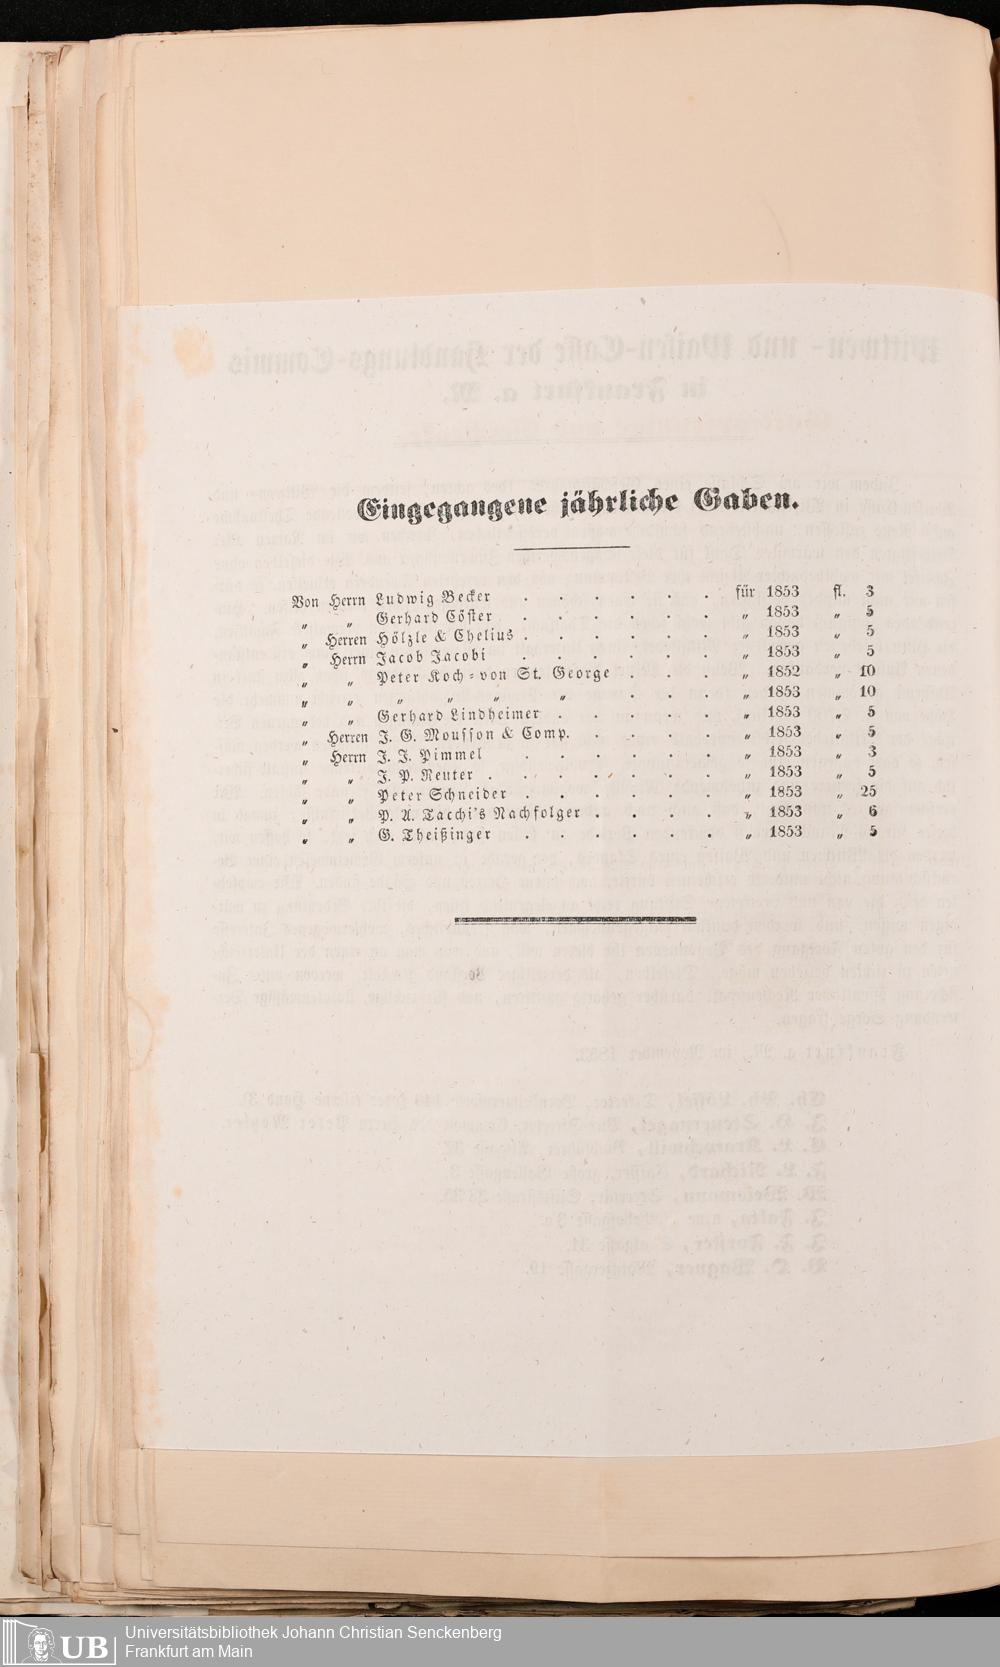 Eingegangene jährliche Gaben.
Von Herrn Ludwig Becker . . . . . . für 1853 fl. 3
„ „ Gerhard Cöster . . . . . . „ 1853 „ 5
„ Herren Hölzle & Chelius . . . . . . „ 1853 „ 5
„ Herrn Jacob Jacobi . . . . . . „ 1853 „ 5
„ „ Peter Koch-von St. George . . . „ 1852 „ 10
„ „ „ „ „ „ . . . „ 1853 „ 10
„ „ Gerhard Lindheimer . . . . . „ 1853 „ 5
„ Herren J. G. Mouson & Comp. . . . . „ 1853 „ 5
„ Herrn J. J. Pimmel . . . . . . „ 1853 „ 3
„ „ J. P. Reuter . . . . . . . „ 1853 „ 5
„ „ Peter Schneider . . . . . . „ 1853 „ 25
„ „ P. A. Tacchi's Nachfolger . . . . „ 1853 „ 6
„ „ G. Theißinger . . . . . . „ 1853 „ 5
UB
Universitätsbibliothek Johann Christian Senckenberg
Frankfurt am Main